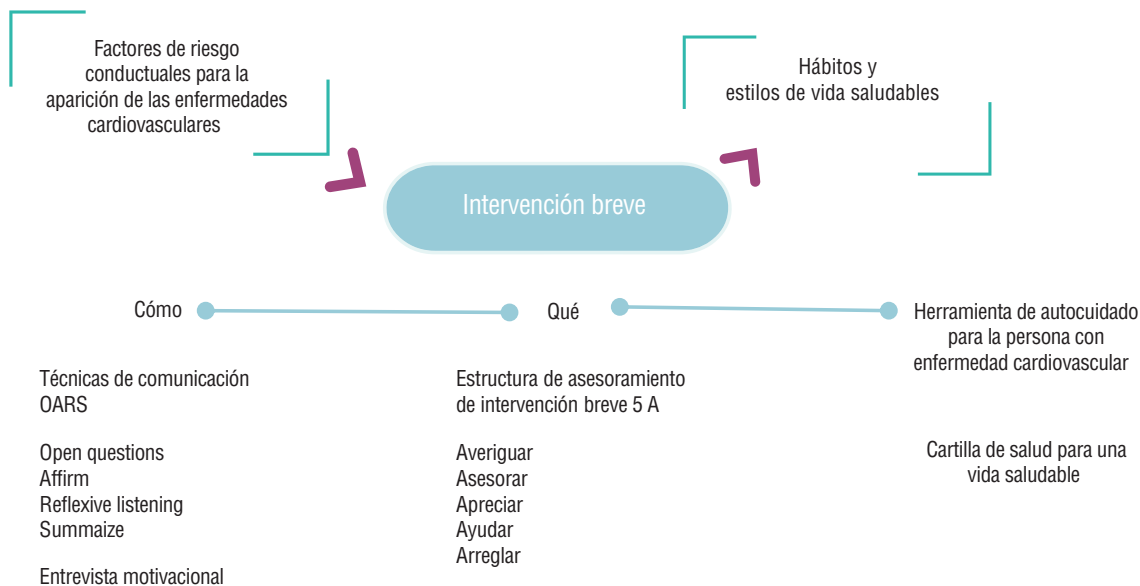 Factores de riesgo
conductuales para la
aparición de las enfermedades
cardiovasculares
Hábitos y
estilos de vida saludables
Intervención breve
Cómo
Qué
Herramienta de autocuidado
para la persona con
enfermedad cardiovascular
Técnicas de comunicación
OARS
Open questions
Affirm
Reflexive listening
Summaize
Entrevista motivacional
Estructura de asesoramiento
de intervención breve 5 A
Averiguar
Asesorar
Apreciar
Ayudar
Arreglar
Cartilla de salud para una
vida saludable